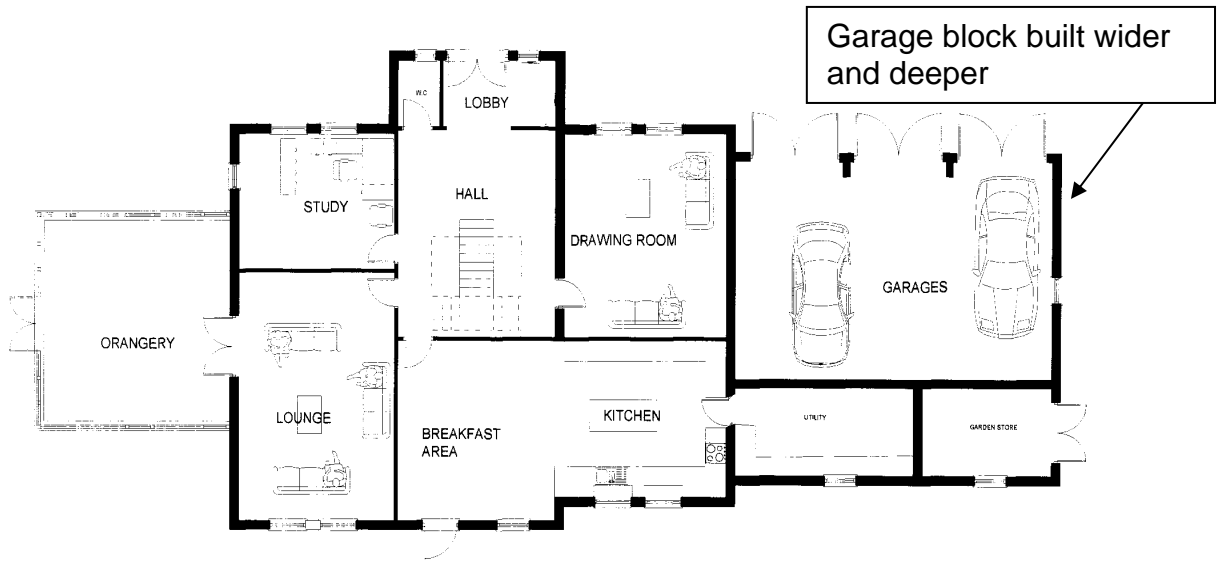 Garage block built wider
and deeper
W.C
LOBBY
HALL
STUDY
DRAWING ROOM
GARAGES
ORANGERY
LOUNGE
KITCHEN
BREAKFAST
AREA
UTILITY
GARDEN STORE